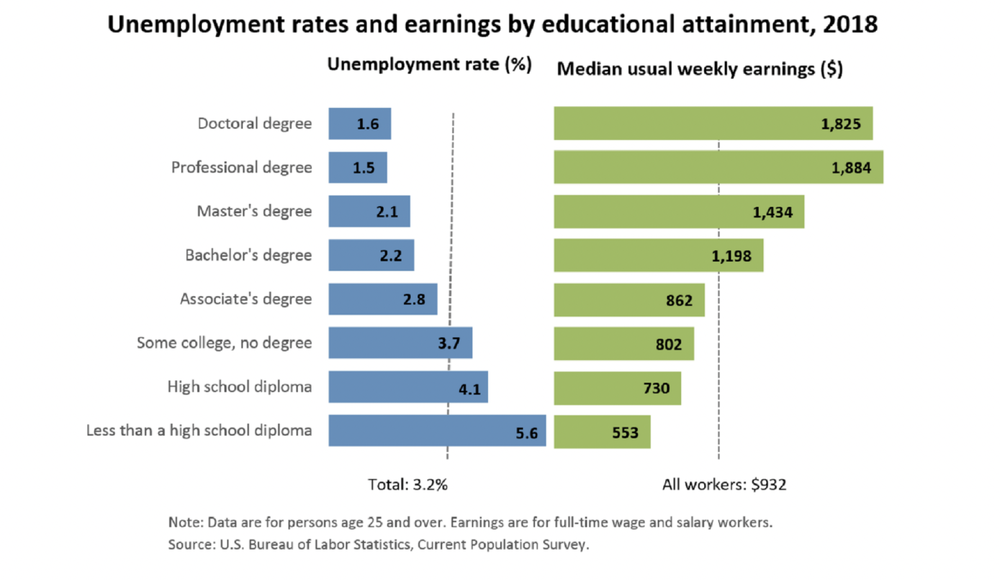 Unemployment rates and earnings by educational attainment, 2018
Unemployment rate (%)
Median usual weekly earnings ($)
Doctoral degree 1.6 1,825
Professional degree 1.5 1,884
Master's degree 2.1 1,434
Bachelor's degree 2.2 1,198
Associate's degree 2.8 862
Some college, no degree 3.7 802
High school diploma 4.1 730
Less than a high school diploma 5.6 553
Total: 3.2%
All workers: $932
Note: Data are for persons age 25 and over. Earnings are for full-time wage and salary workers.
Source: U.S. Bureau of Labor Statistics, Current Population Survey.